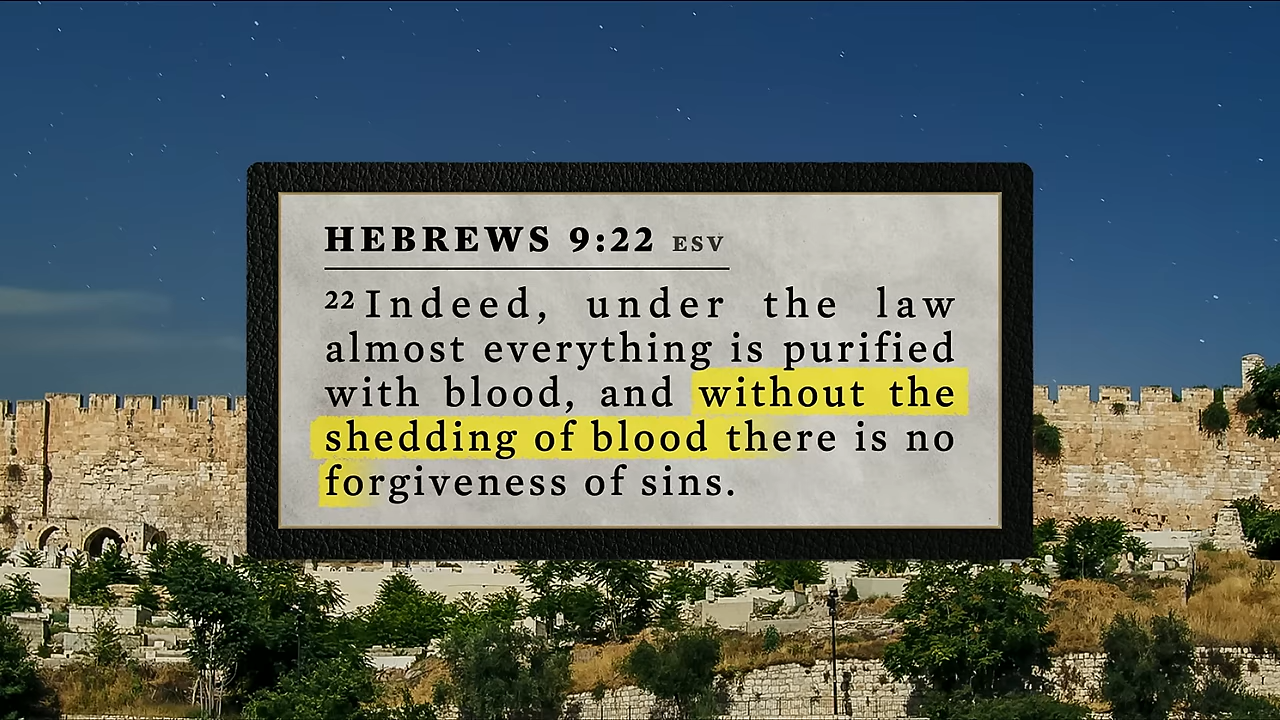 HEBREWS 9:22 ESV
22 Indeed, under the law
almost everything is purified
with blood, and without the
shedding of blood there is no
forgiveness of sins.